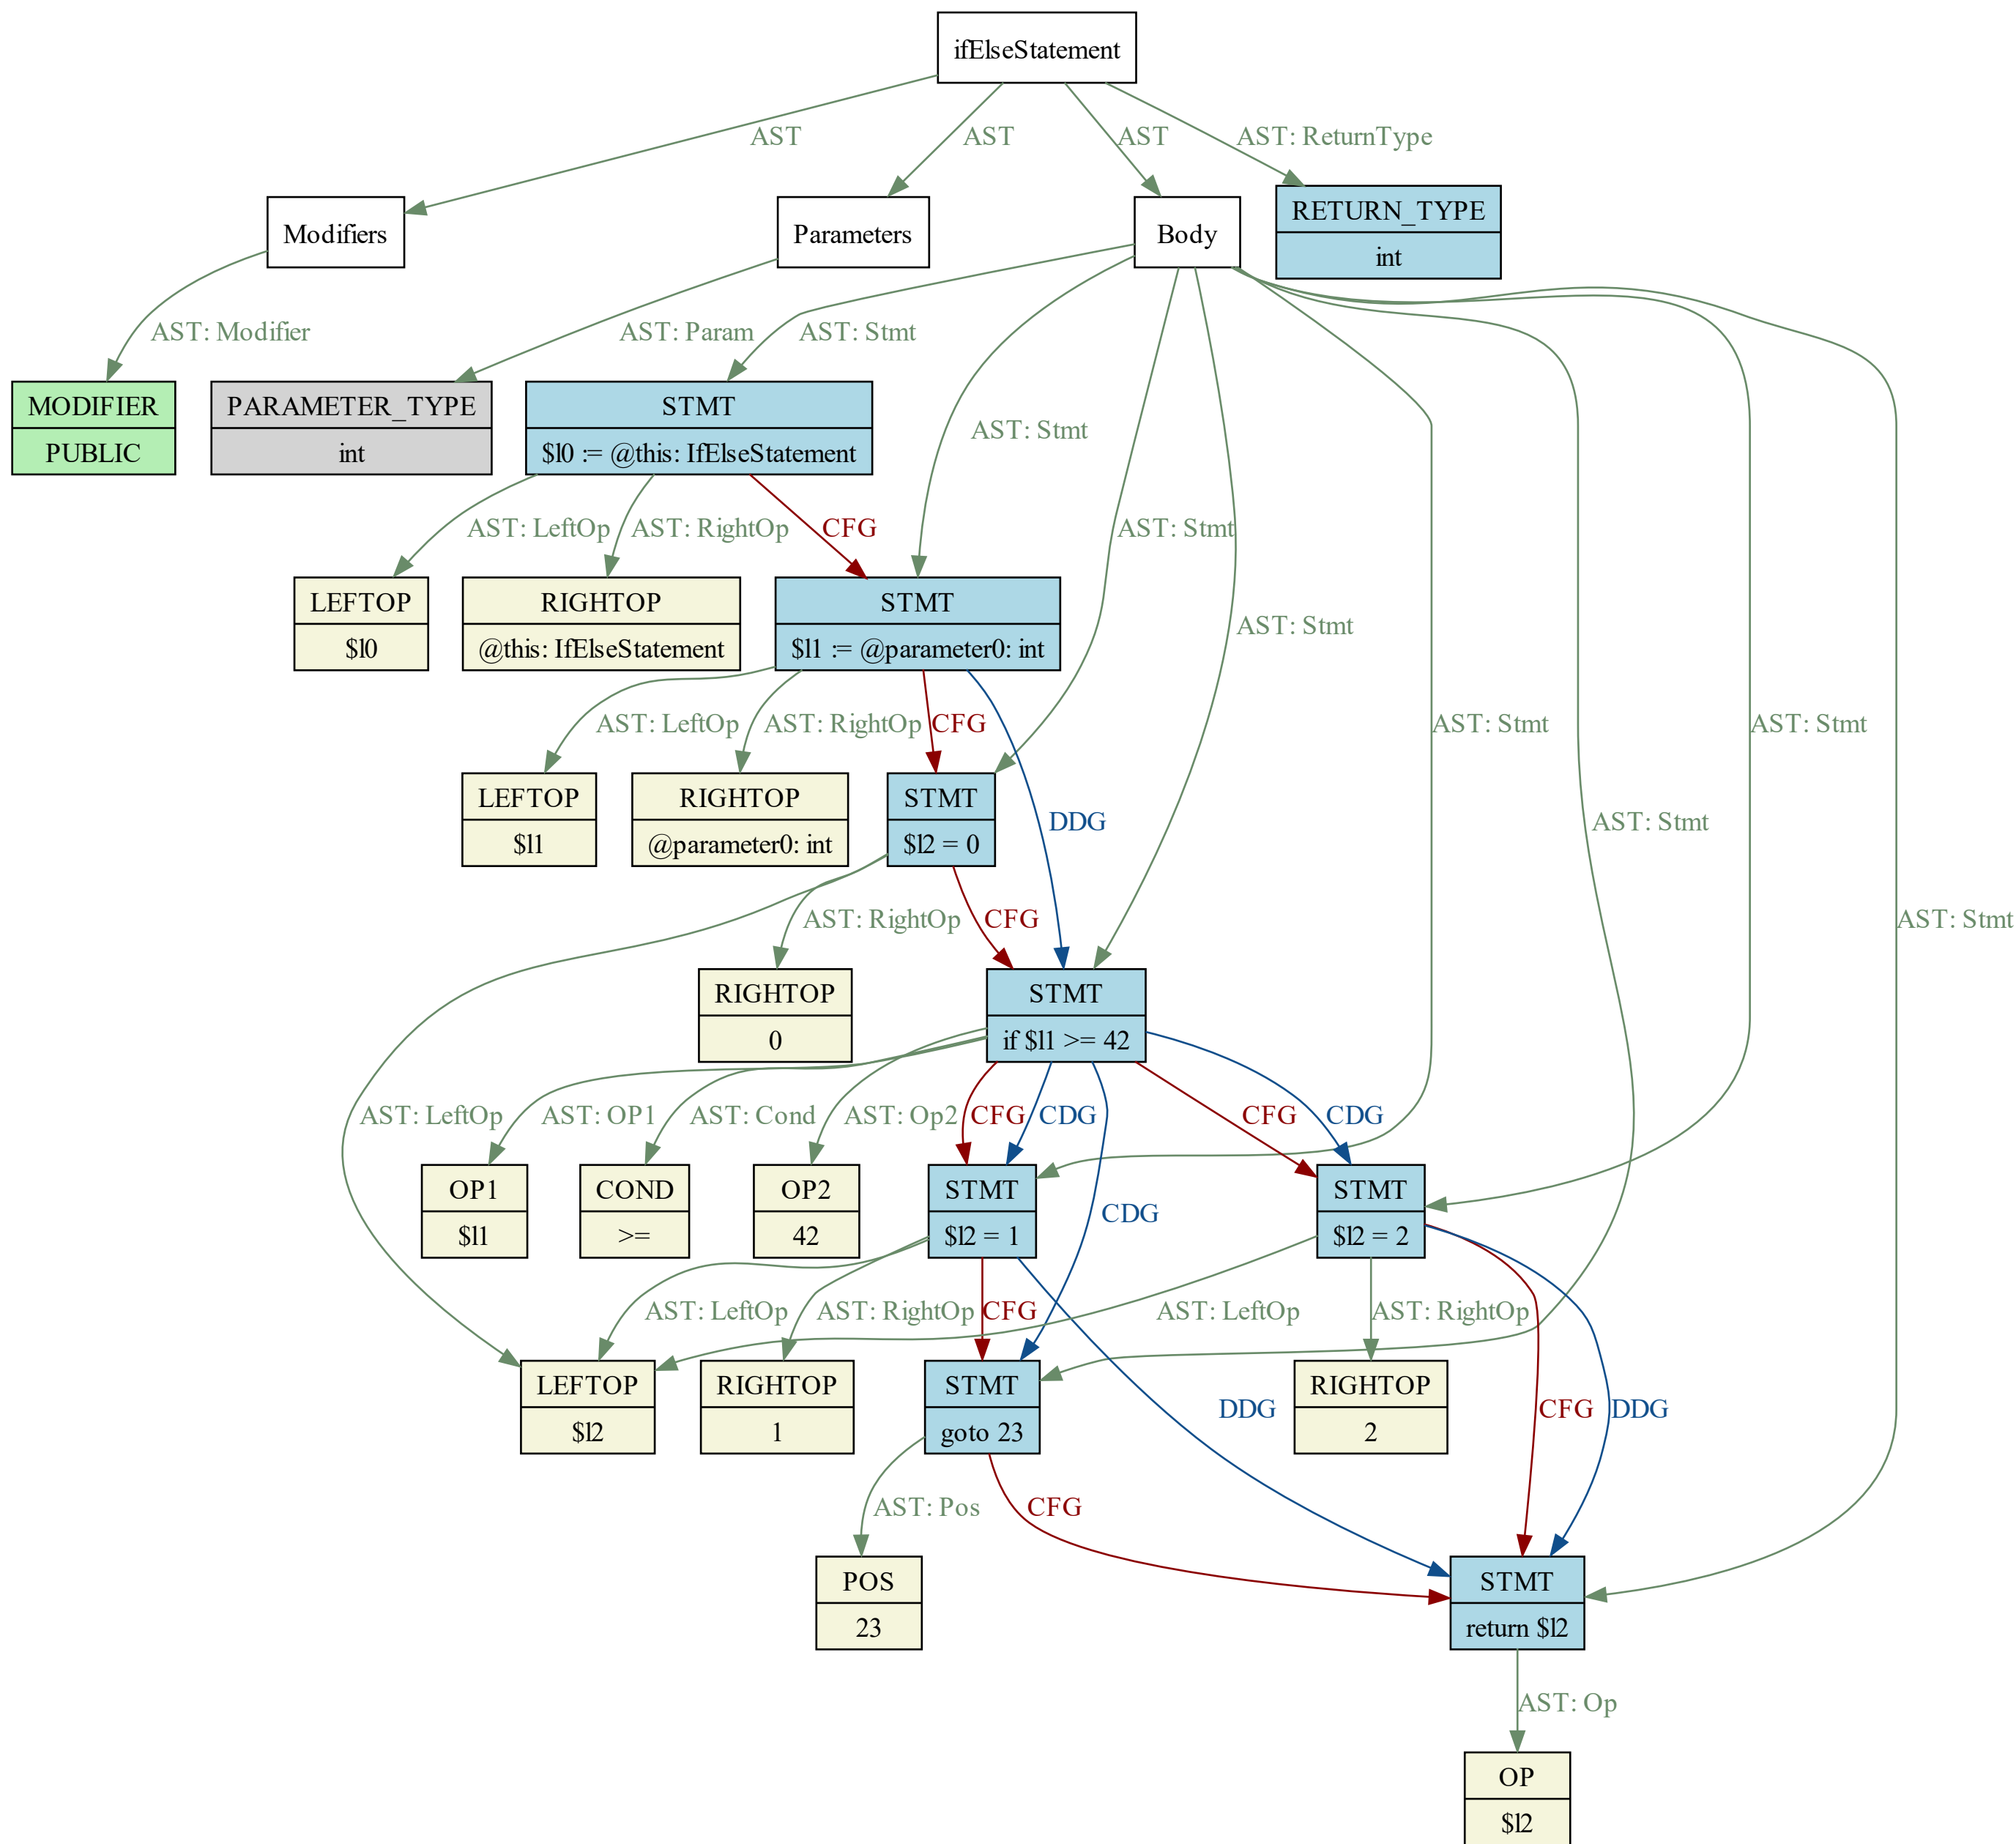 ifElseStatement
AST
AST
AST
AST: ReturnType
Modifiers
Parameters
Body
RETURN_TYPE
int
AST: Modifier
AST: Param
AST: Stmt
MODIFIER
PUBLIC
PARAMETER_TYPE
int
STMT
$l0 := @this: IfElseStatement
AST: Stmt
AST: LeftOp
AST: RightOp
CFG
AST: Stmt
LEFTOP
$l0
RIGHTOP
@this: IfElseStatement
STMT
$l1 := @parameter0: int
AST: Stmt
AST: LeftOp
AST: RightOp
CFG
AST: Stmt
AST: Stmt
LEFTOP
$l1
RIGHTOP
@parameter0: int
STMT
$l2 = 0
DDG
AST: Stmt
AST: RightOp
CFG
AST: Stmt
RIGHTOP
0
STMT
if $l1 >= 42
AST: LeftOp
AST: OP1
AST: Cond
AST: Op2
CFG
CDG
CFG
CDG
OP1
$l1
COND
>=
OP2
42
STMT
$l2 = 1
CDG
STMT
$l2 = 2
AST: LeftOp
AST: RightOp
CFG
AST: LeftOp
AST: RightOp
LEFTOP
$l2
RIGHTOP
1
STMT
goto 23
DDG
RIGHTOP
2
CFG
DDG
AST: Pos
CFG
POS
23
STMT
return $l2
AST: Op
OP
$l2